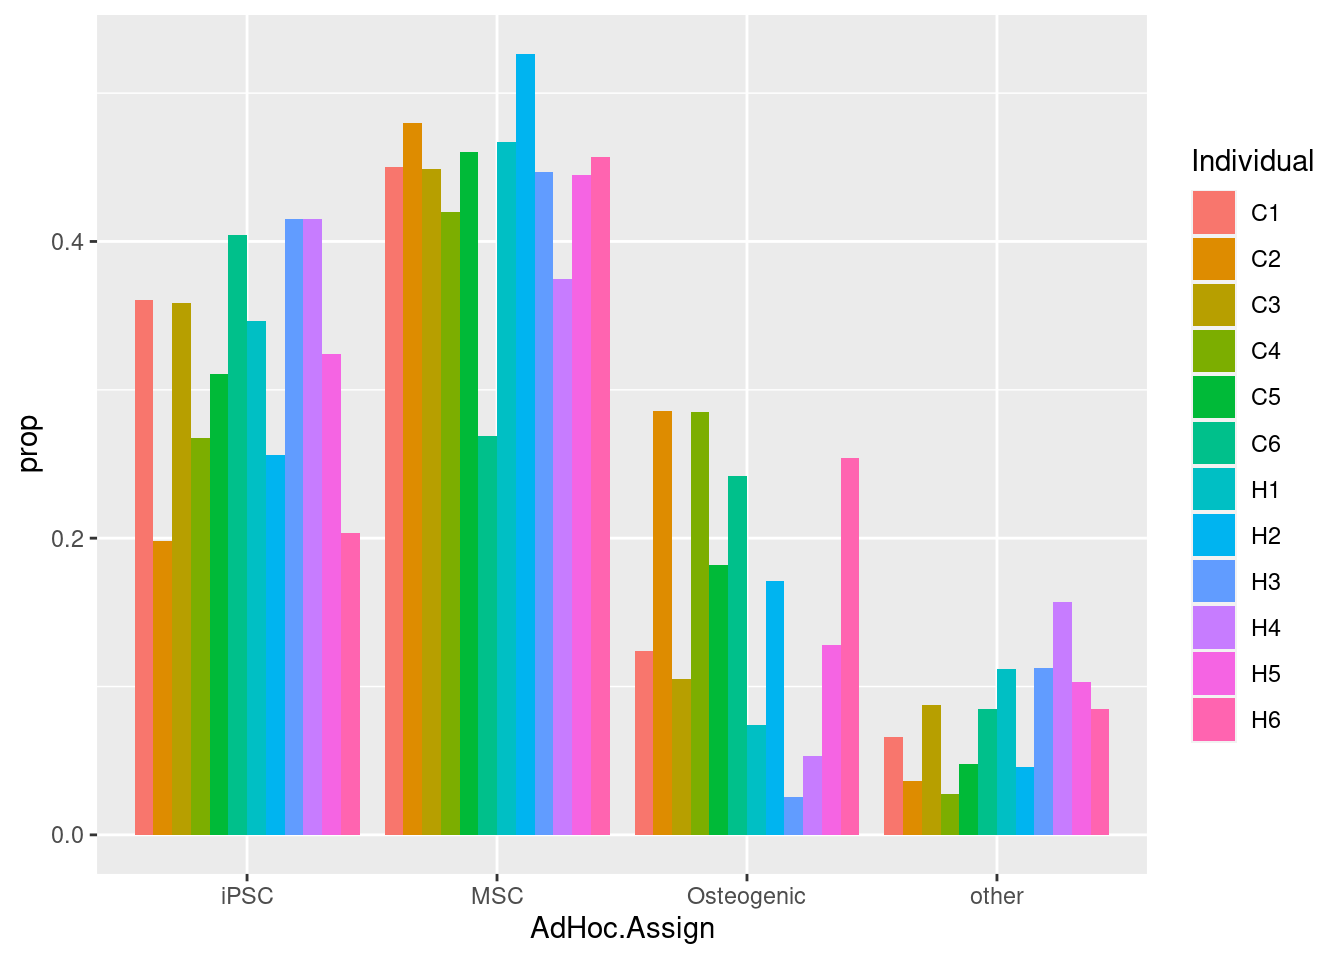 prop
0.4
0.2
0.0
iPSC
MSC
Osteogenic
other
AdHoc.Assign
Individual
C1
C2
C3
C4
C5
C6
H1
H2
H3
H4
H5
H6